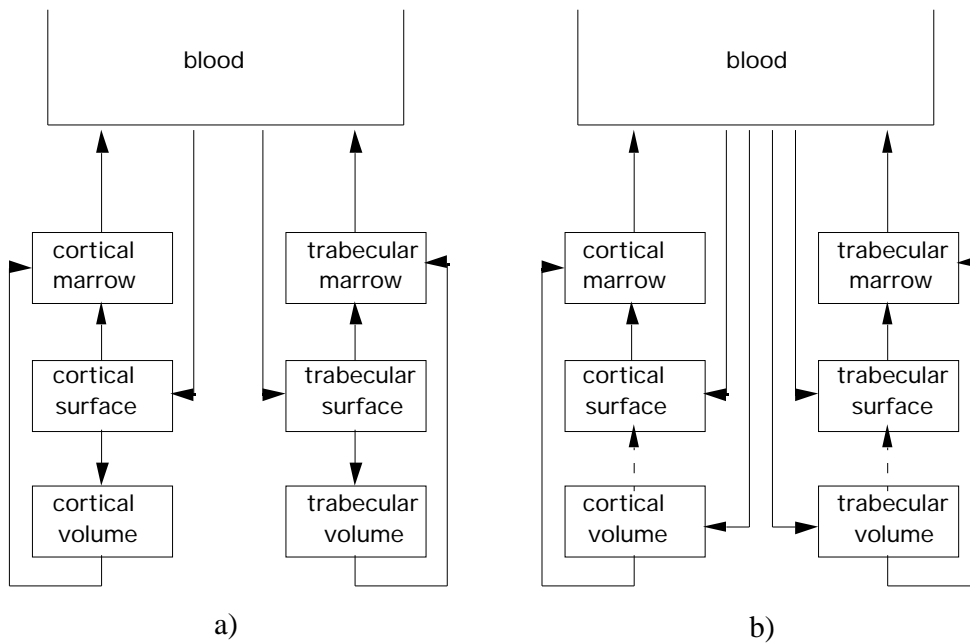 blood
cortical
marrow
trabecular
marrow
cortical
surface
trabecular
surface
cortical
volume
trabecular
volume
a)
blood
cortical
marrow
trabecular
marrow
cortical
surface
trabecular
surface
cortical
volume
trabecular
volume
b)